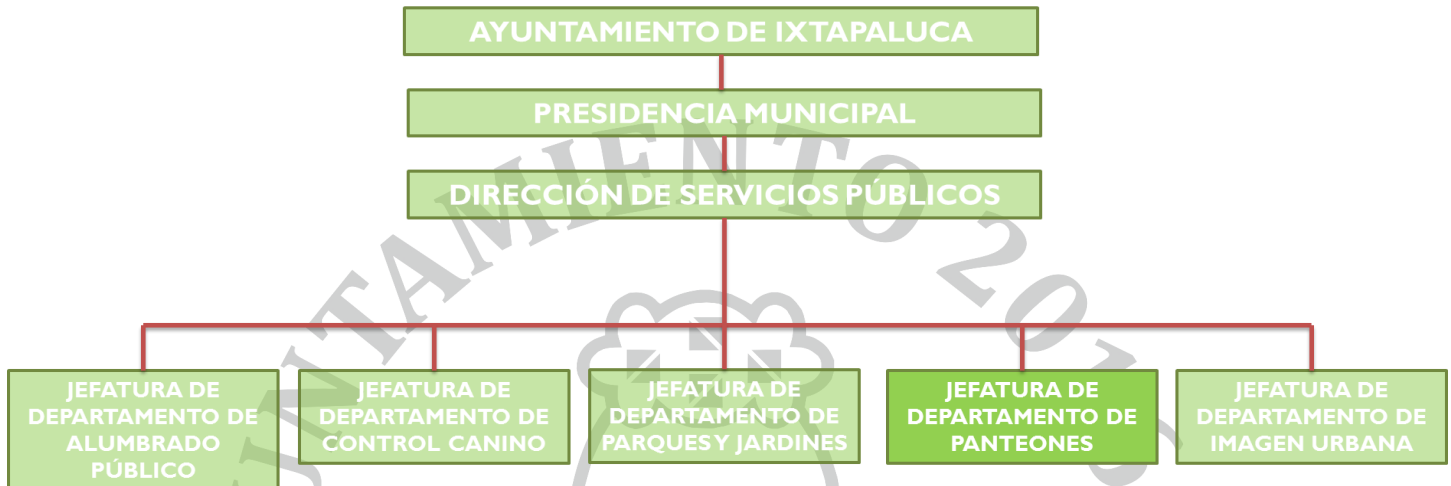 AYUNTAMIENTO DE IXTAPALUCA
PRESIDENCIA MUNICIPAL
DIRECCIÓN DE SERVICIOS PÚBLICOS
JEFATURA DE
DEPARTAMENTO DE
ALUMBRADO
PÚBLICO
JEFATURA DE
DEPARTAMENTO DE
CONTROL CANINO
JEFATURA DE
DEPARTAMENTO DE
PARQUES Y JARDINES
JEFATURA DE
DEPARTAMENTO DE
PANTEONES
JEFATURA DE
DEPARTAMENTO DE
IMAGEN URBANA